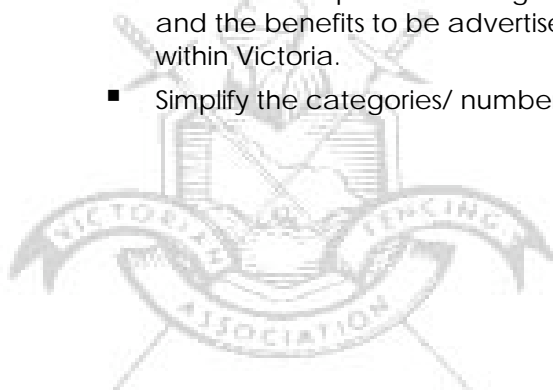 and the benefits to be advertise
within Victoria.
▪ Simplify the categories/ numbe
VICTORIAN FENCING
ASSOCIATION